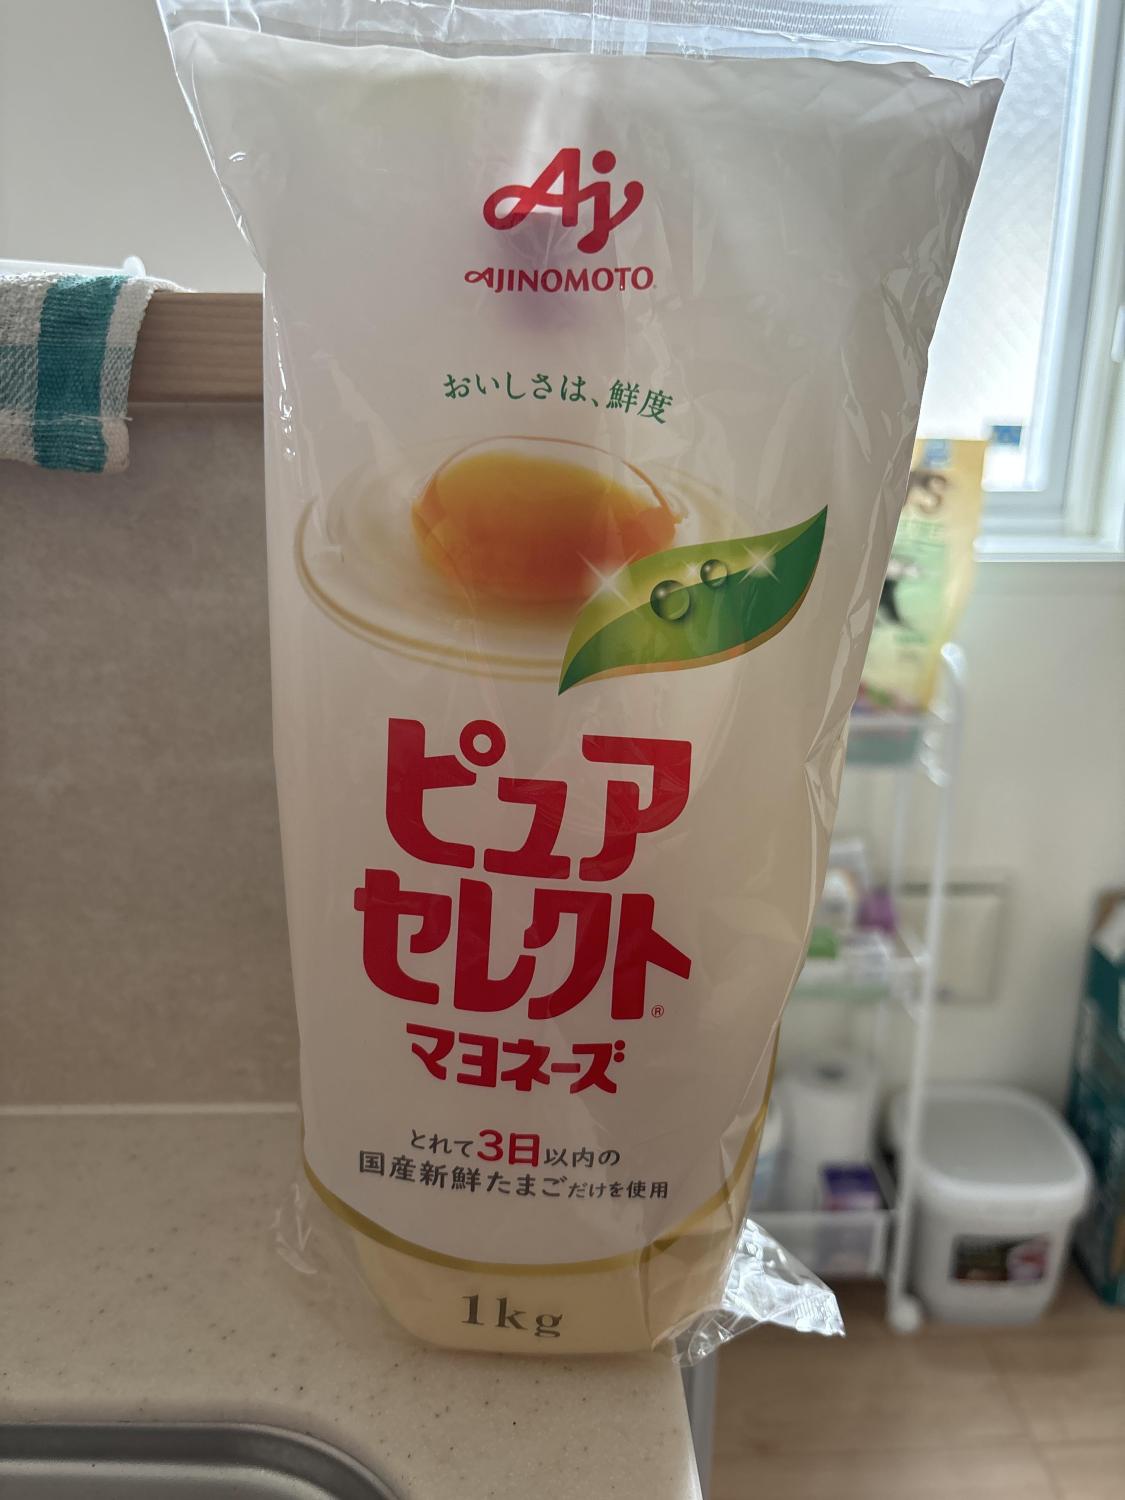 Aj
AJINOMOTO
おいしさは、鮮度
ピュア
セレクト®
マヨネーズ
とれて3日以内の
国産新鮮たまごだけを使用
1kg